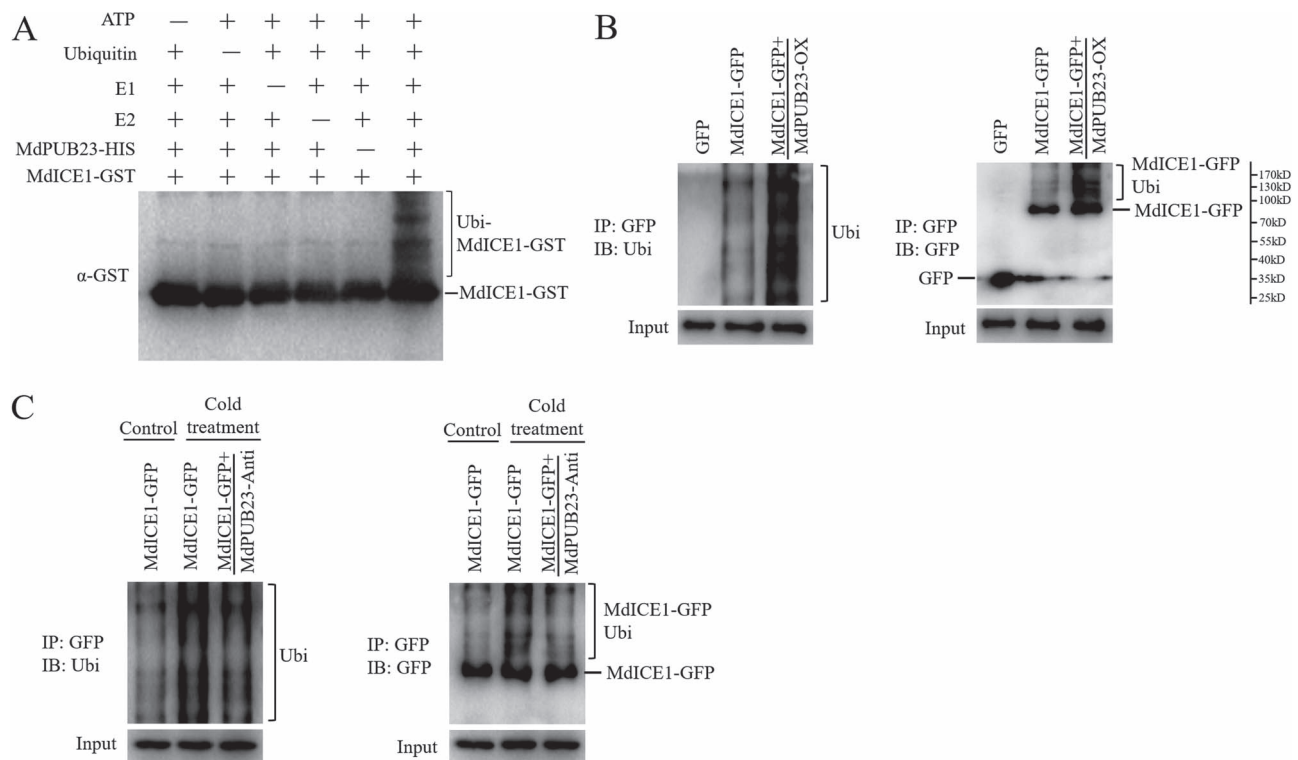 A
ATP — + + + + +
Ubiquitin + — + + + +
E1 + + — + + +
E2 + + + — + +
MdPUB23-HIS + + + + — +
MdICE1-GST + + + + + +
α-GST
Ubi-
MdICE1-GST
MdICE1-GST
B
GFP
MdICE1-GFP
MdICE1-GFP+
MdPUB23-OX
IP: GFP
IB: Ubi
Ubi
Input
GFP
MdICE1-GFP
MdICE1-GFP+
MdPUB23-OX
IP: GFP
IB: GFP
GFP
MdICE1-GFP
Ubi
MdICE1-GFP
170kD
130kD
100kD
70kD
55kD
40kD
35kD
25kD
Input
C
Control
Cold
treatment
MdICE1-GFP
MdICE1-GFP
MdICE1-GFP+
MdPUB23-Anti
IP: GFP
IB: Ubi
Ubi
Input
Control
Cold
treatment
MdICE1-GFP
MdICE1-GFP
MdICE1-GFP+
MdPUB23-Anti
IP: GFP
IB: GFP
MdICE1-GFP
Ubi
MdICE1-GFP
Input